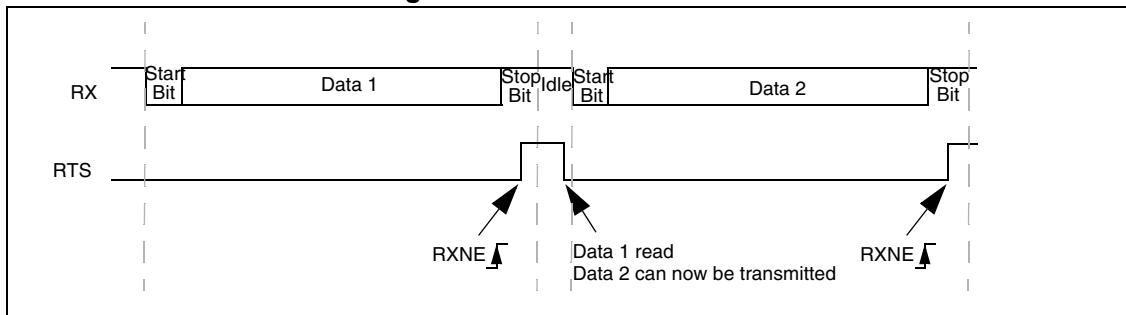 RX
Start
Bit
Data 1
Stop
Bit
Idle
Start
Bit
Data 2
Stop
Bit
RTS
RXNE
Data 1 read
Data 2 can now be transmitted
RXNE